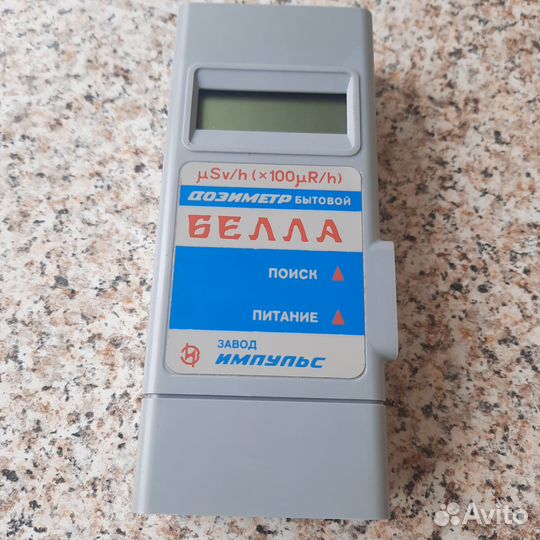 µSv/h (×100µR/h)
ДОЗИМЕТР БЫТОВОЙ
БЕЛЛА
ПОИСК
ПИТАНИЕ
ЗАВОД
ИМПУЛЬС
Avito